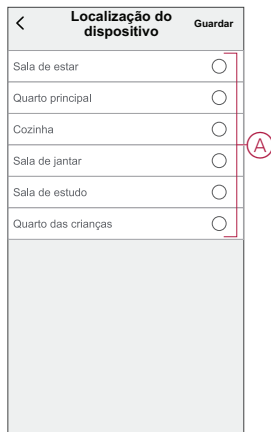 Localização do
dispositivo
Guardar
Sala de estar
Quarto principal
Cozinha
Sala de jantar
Sala de estudo
Quarto das crianças
A